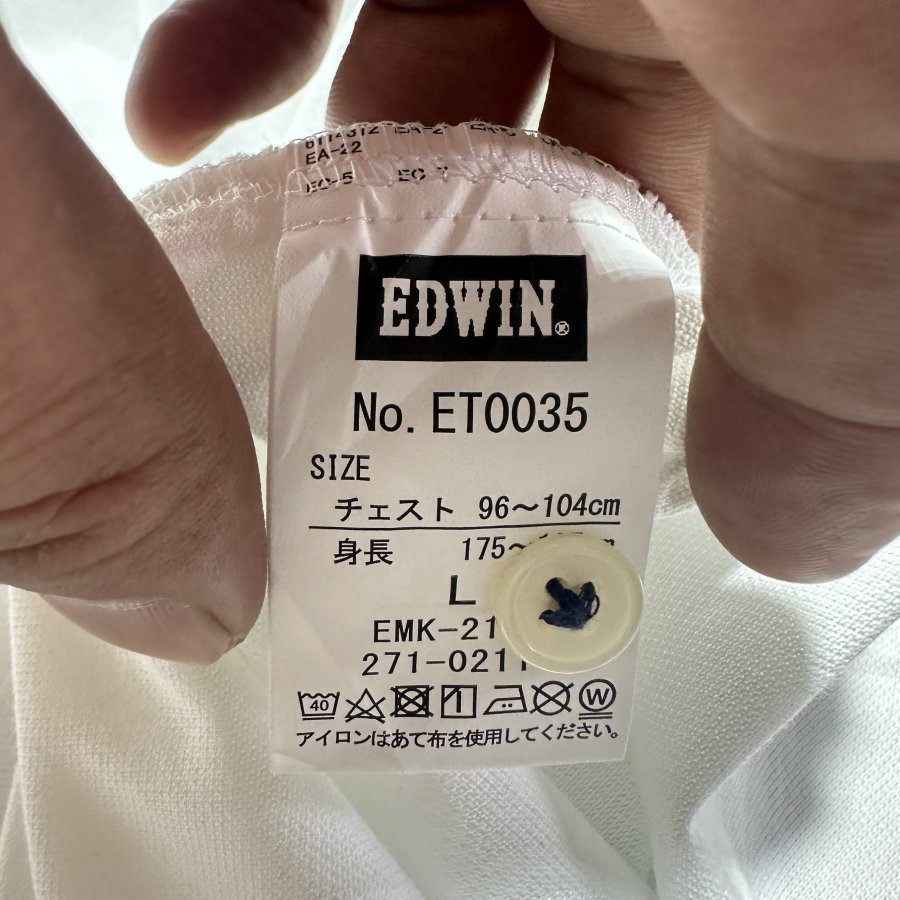 EA-22
EDWIN®
No. ET0035
SIZE
チェスト 96～104cm
身長 175～
L
EMK-21
271-0211
40
W
アイロンはあて布を使用してください。